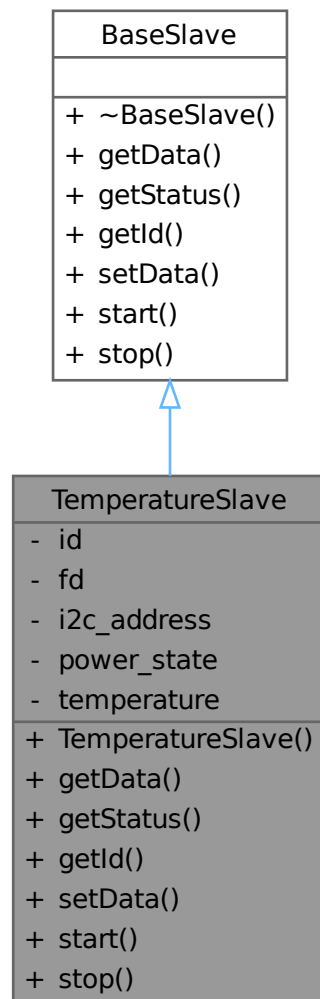 BaseSlave
+ ~BaseSlave()
+ getData()
+ getStatus()
+ getId()
+ setData()
+ start()
+ stop()
TemperatureSlave
- id
- fd
- i2c_address
- power_state
- temperature
+ TemperatureSlave()
+ getData()
+ getStatus()
+ getId()
+ setData()
+ start()
+ stop()